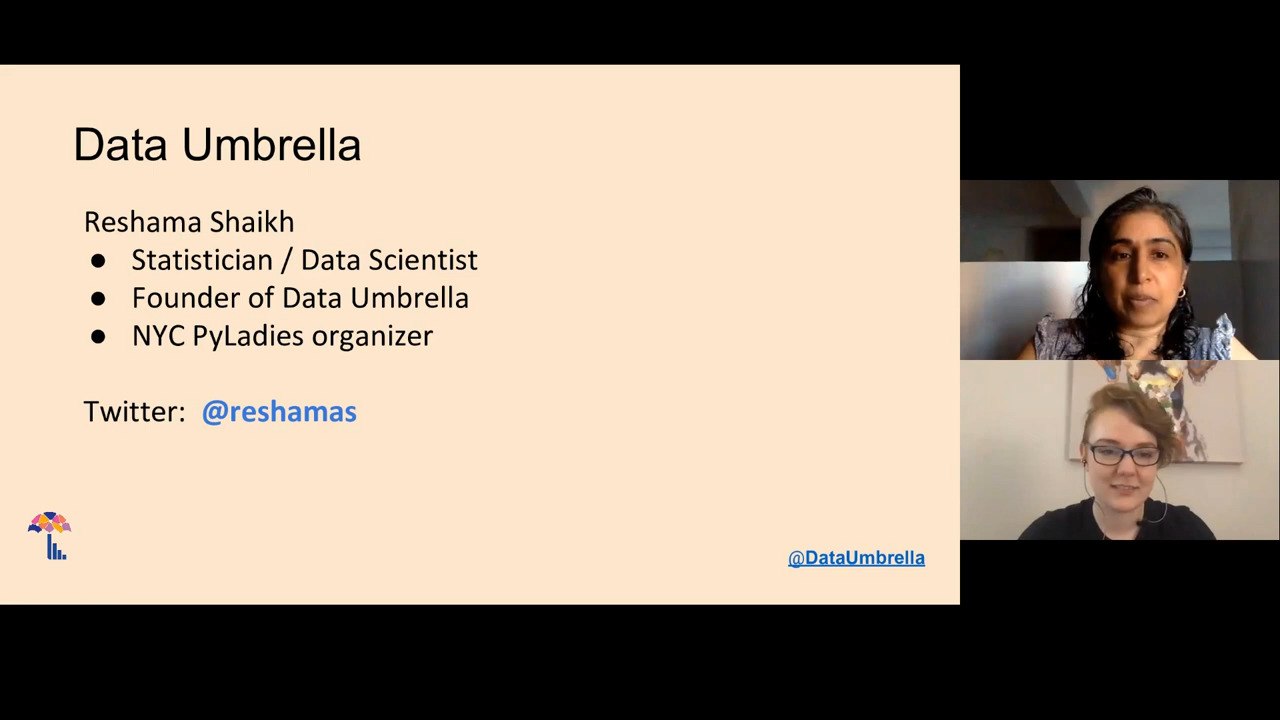 Data Umbrella
Reshama Shaikh
● Statistician / Data Scientist
● Founder of Data Umbrella
● NYC PyLadies organizer
Twitter: @reshamas
@DataUmbrella